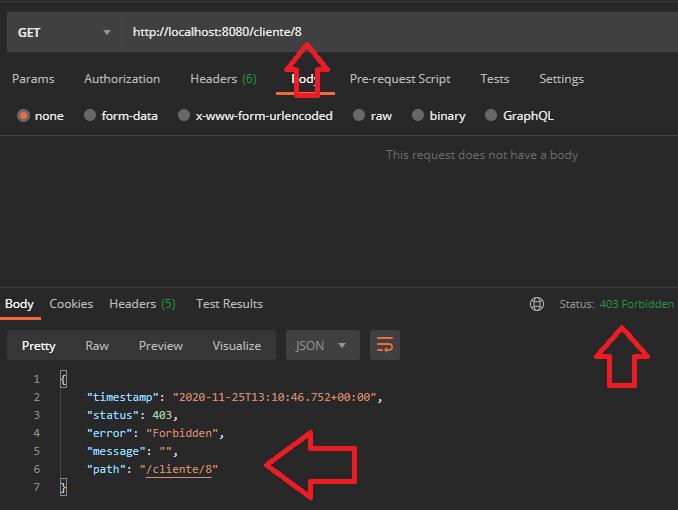 GET http://localhost:8080/cliente/8
Params Authorization Headers (6) Body Pre-request Script Tests Settings
none form-data x-www-form-urlencoded raw binary GraphQL
This request does not have a body
Body Cookies Headers (5) Test Results Status: 403 Forbidden
Pretty Raw Preview Visualize JSON
1 {
2 "timestamp": "2020-11-25T13:10:46.752+00:00",
3 "status": 403,
4 "error": "Forbidden",
5 "message": "",
6 "path": "/cliente/8"
7 }